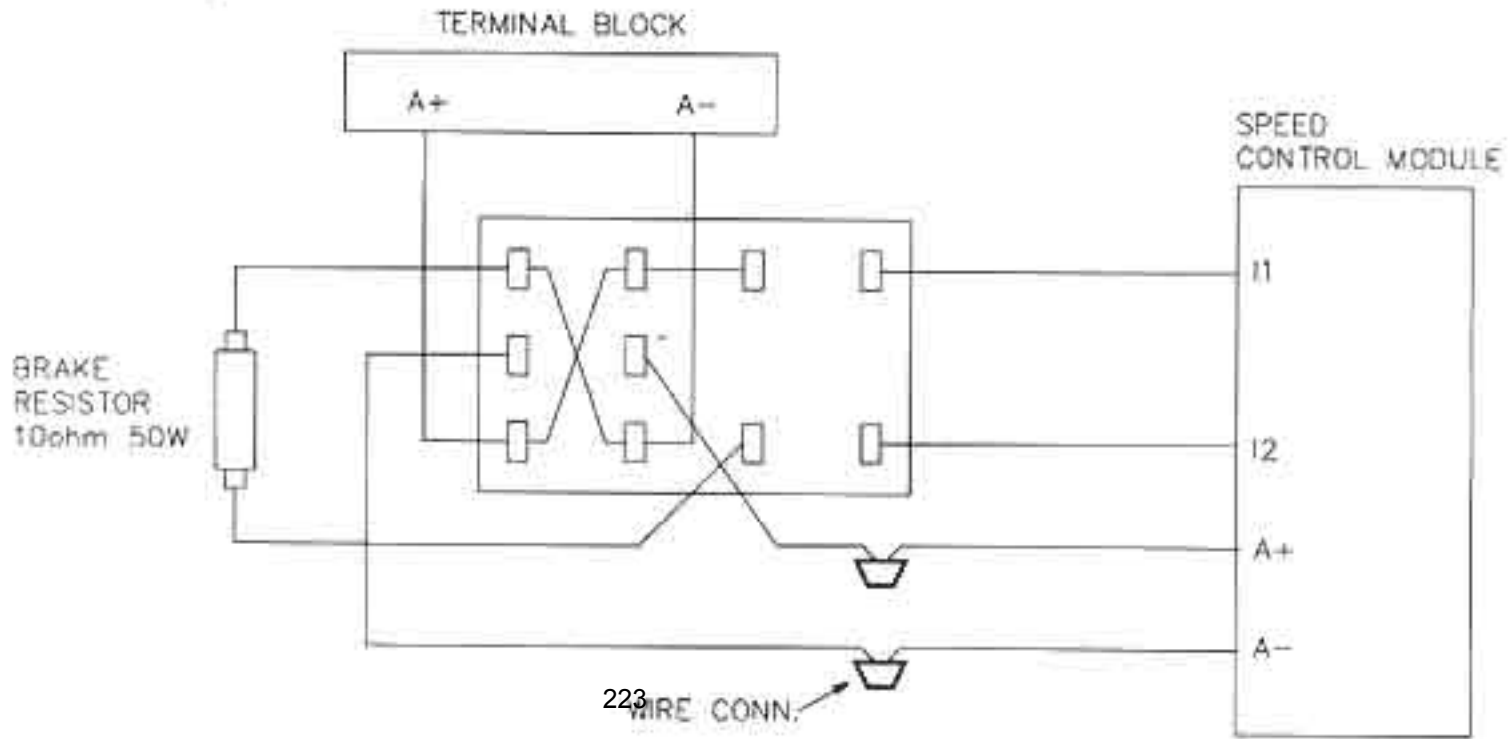 TERMINAL BLOCK
A+
A-
SPEED
CONTROL MODULE
I1
BRAKE
RESISTOR
10ohm 50W
I2
A+
A-
223
WIRE CONN.